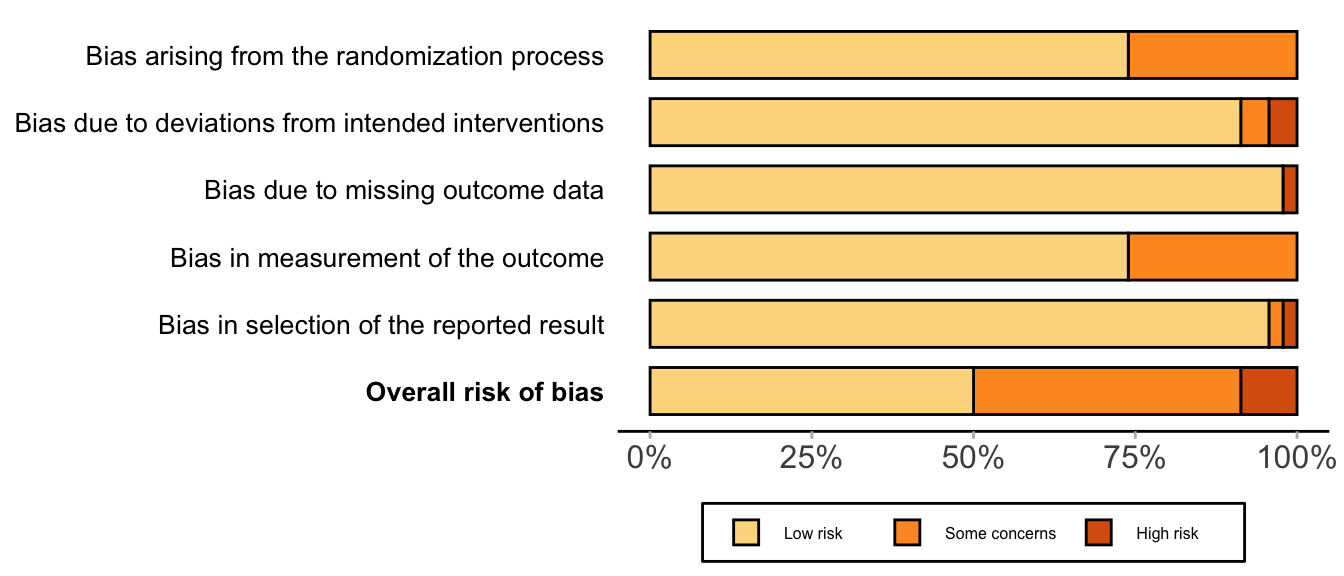 Bias arising from the randomization process
Bias due to deviations from intended interventions
Bias due to missing outcome data
Bias in measurement of the outcome
Bias in selection of the reported result
Overall risk of bias
0% 25% 50% 75% 100%
Low risk Some concerns High risk